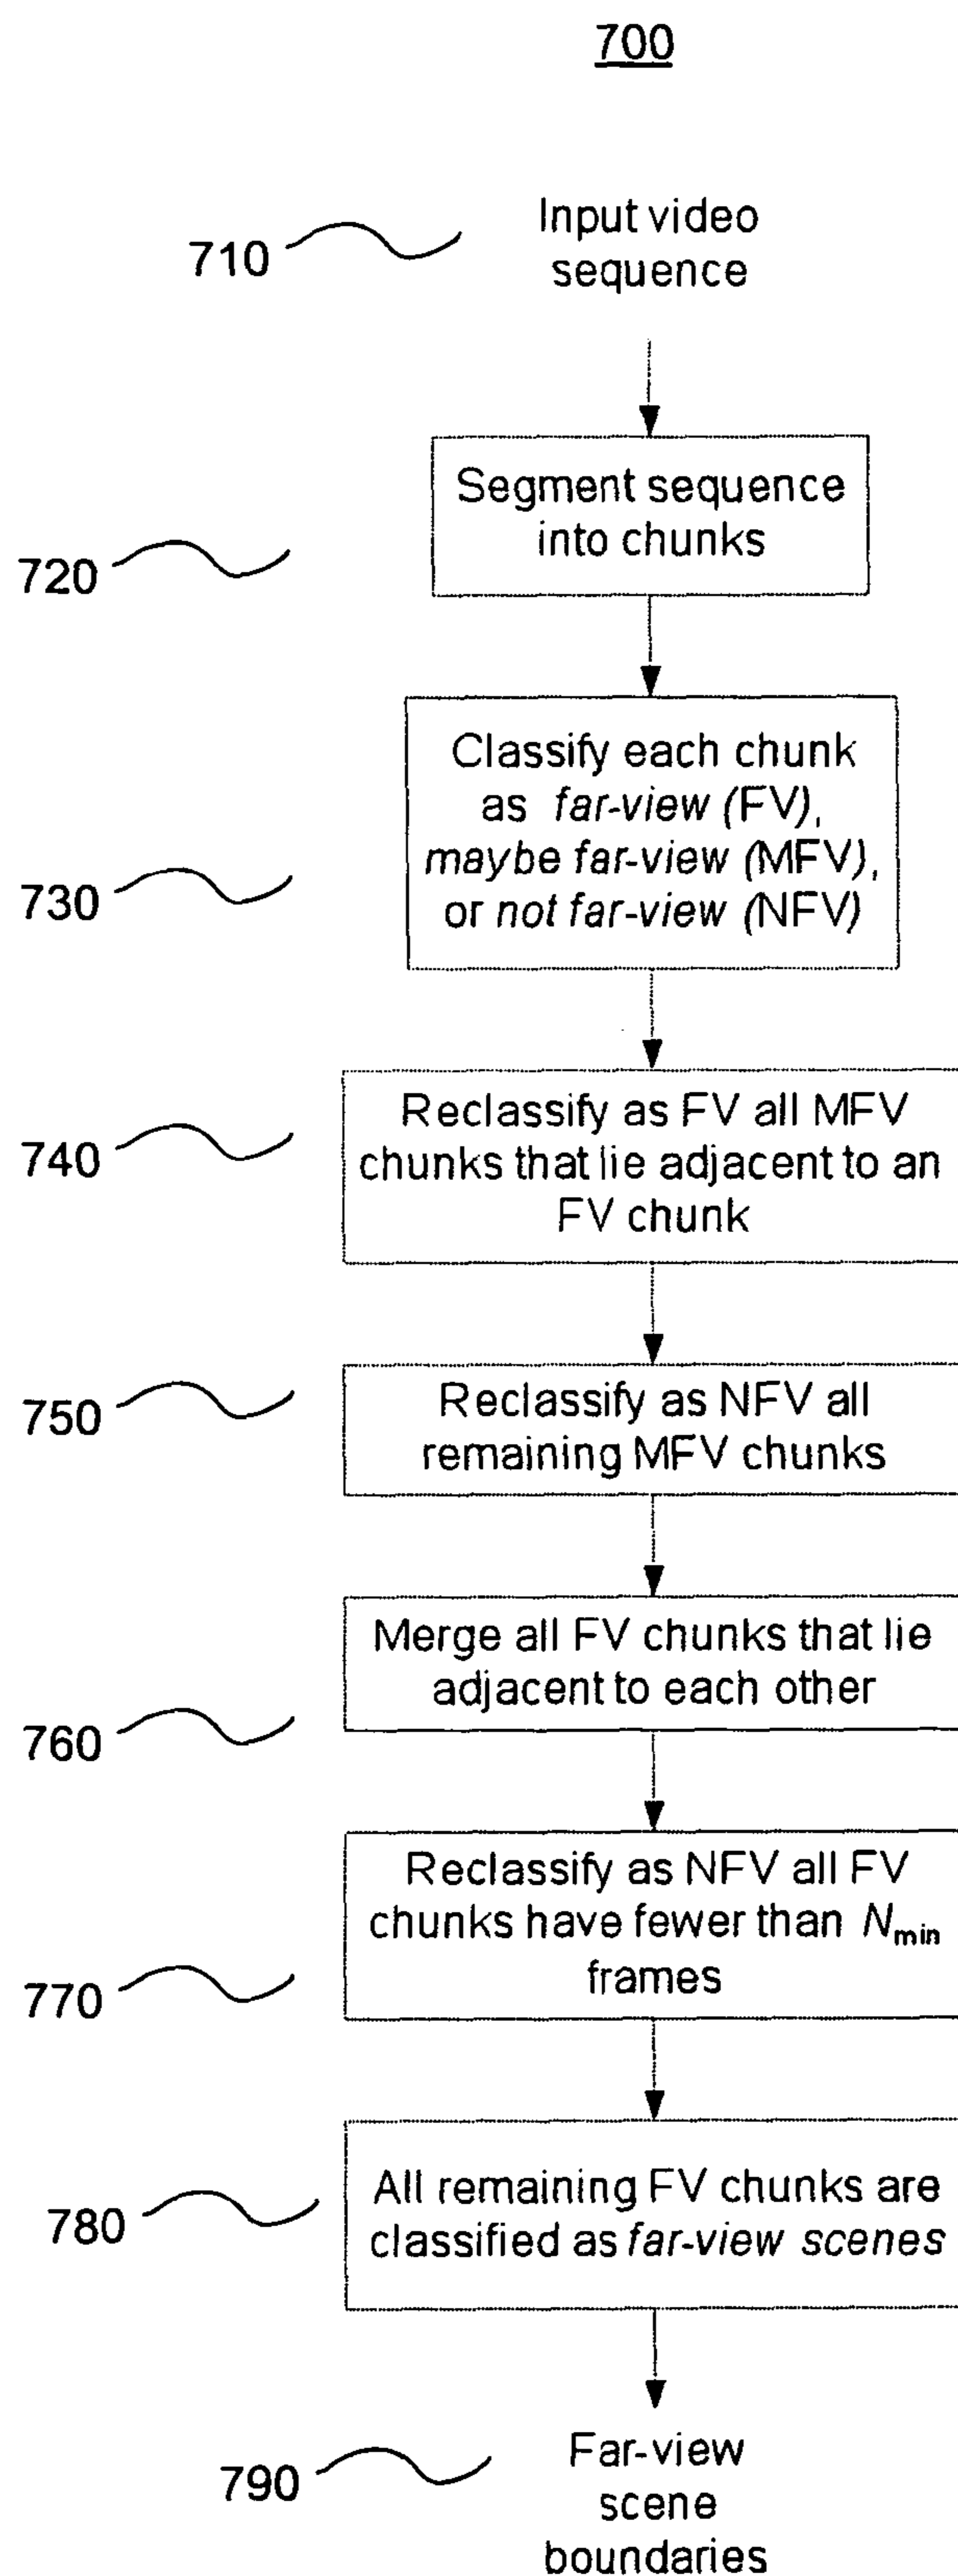 700
710
Input video
sequence
720
Segment sequence
into chunks
730
Classify each chunk
as far-view (FV),
maybe far-view (MFV),
or not far-view (NFV)
740
Reclassify as FV all MFV
chunks that lie adjacent to an
FV chunk
750
Reclassify as NFV all
remaining MFV chunks
760
Merge all FV chunks that lie
adjacent to each other
770
Reclassify as NFV all FV
chunks have fewer than Nmin
frames
780
All remaining FV chunks are
classified as far-view scenes
790
Far-view
scene
boundaries